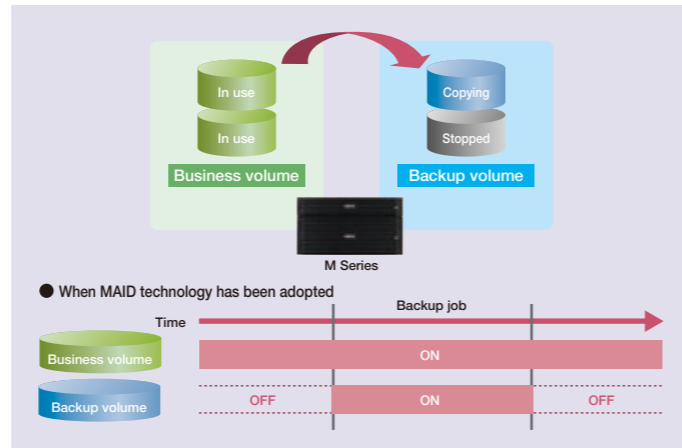 In use
Copying
In use
Stopped
Business volume
Backup volume
M Series
● When MAID technology has been adopted
Backup job
Time
Business volume
ON
Backup volume
OFF
ON
OFF